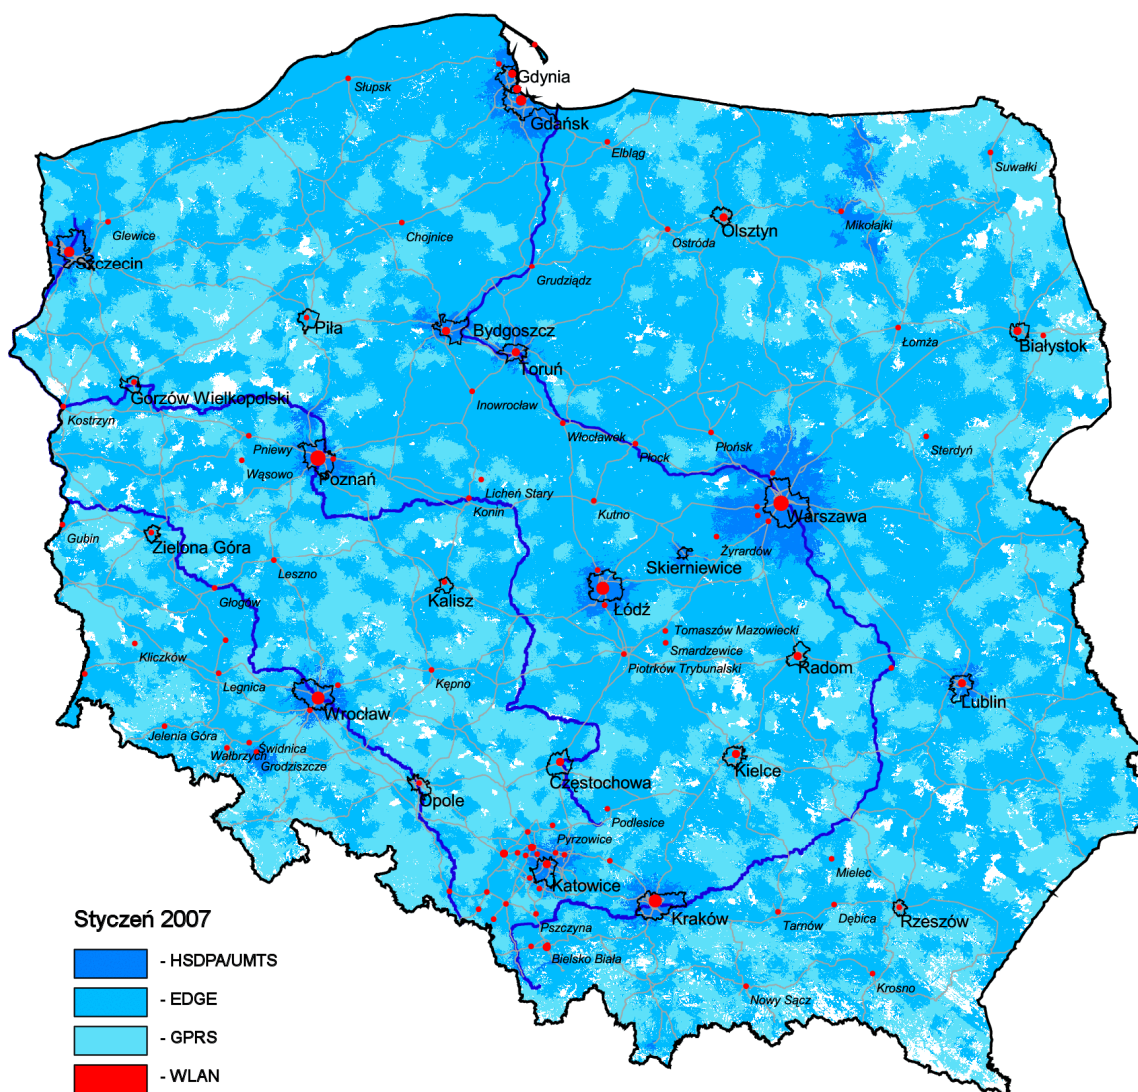 Gdynia
Słupsk
Gdańsk
Elbląg
Suwałki
Glewice
Chojnice
Olsztyn
Mikołajki
Ostróda
Szczecin
Grudziądz
Piła
Bydgoszcz
Łomża
Białystok
Toruń
Gorzów Wielkopolski
Inowrocław
Kostrzyn
Włocławek
Płońsk
Pniewy
Płock
Sterdyń
Wąsowo
Poznań
Licheń Stary
Konin
Kutno
Warszawa
Gubin
Zielona Góra
Żyrardów
Leszno
Skierniewice
Głogów
Kalisz
Łódź
Tomaszów Mazowiecki
Kliczków
Smardzewice
Piotrków Trybunalski
Radom
Legnica
Kępno
Lublin
Wrocław
Jelenia Góra
Świdnica
Wałbrzych
Grodziszcze
Kielce
Częstochowa
Opole
Podlesice
Pyrzowice
Mielec
Katowice
Kraków
Dębica
Rzeszów
Styczeń 2007
Pszczyna
Tarnów
- HSDPA/UMTS
Bielsko Biała
Krosno
Nowy Sącz
- EDGE
- GPRS
- WLAN